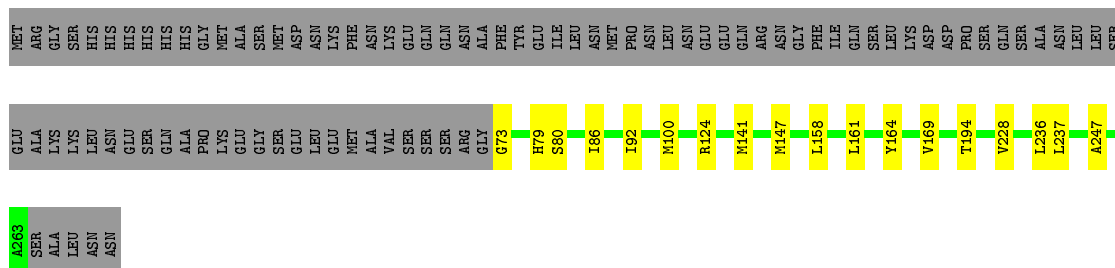 MET ARG GLY SER HIS HIS HIS HIS HIS HIS GLY MET ALA SER MET ASP ASN LYS PHE ASN LYS GLU GLN GLN ASN ALA PHE TYR GLU ILE LEU ASN MET PRO ASN LEU ASN GLU GLU GLN ARG ASN GLY PHE ILE GLN SER LEU LYS ASP ASP PRO SER GLN SER ALA ASN LEU LEU SER
GLU ALA LYS LYS LEU ASN GLU SER GLN ALA PRO LYS GLU GLY SER GLU LEU GLU MET ALA VAL SER SER SER ARG GLY G73 H79 S80 I86 I92 M100 R124 M141 M147 L158 L161 Y164 V169 T194 V228 L236 L237 A247
A263 SER ALA LEU ASN ASN